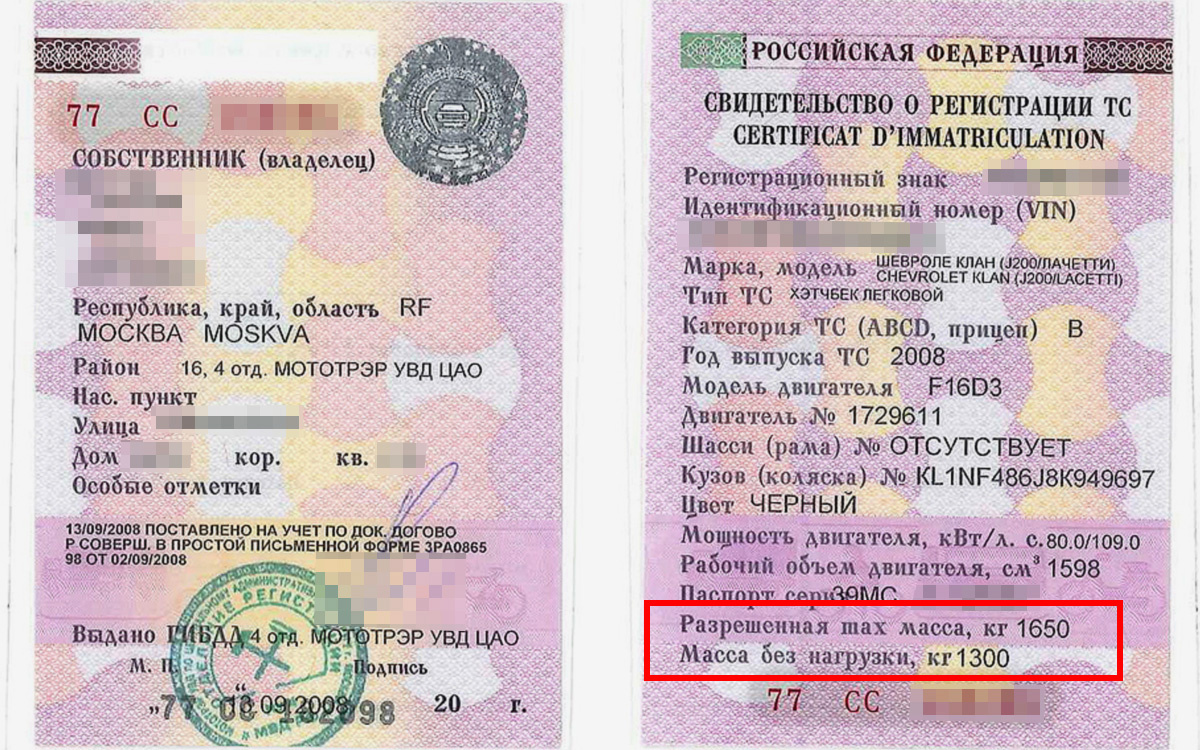 77 СС
СОБСТВЕННИК (владелец)
Республика, край, область RF
МОСКВА MOSKVA
Район 16, 4 отд. МОТОТРЭР УВД ЦАО
Нас. пункт
Улица
Дом кор. кв.
Особые отметки
13/09/2008 ПОСТАВЛЕНО НА УЧЕТ ПО ДОК. ДОГОВО
Р СОВЕРШ. В ПРОСТОЙ ПИСЬМЕННОЙ ФОРМЕ 3РА0865
98 ОТ 02/09/2008
Выдано ГИБДД 4 отд. МОТОТРЭР УВД ЦАО
М. П. Подпись
„ “ 13.09.2008 20 г.
РОССИЙСКАЯ ФЕДЕРАЦИЯ
СВИДЕТЕЛЬСТВО О РЕГИСТРАЦИИ ТС
CERTIFICAT D'IMMATRICULATION
Регистрационный знак
Идентификационный номер (VIN)
Марка, модель ШЕВРОЛЕ КЛАН (J200/ЛАЧЕТТИ)
CHEVROLET KLAN (J200/LACETTI)
Тип ТС ХЭТЧБЕК ЛЕГКОВОЙ
Категория ТС (ABCD, прицеп) B
Год выпуска ТС 2008
Модель двигателя F16D3
Двигатель № 1729611
Шасси (рама) № ОТСУТСТВУЕТ
Кузов (коляска) № KL1NF486J8K949697
Цвет ЧЕРНЫЙ
Мощность двигателя, кВт/л. с. 80.0/109.0
Рабочий объем двигателя, см³ 1598
Паспорт серия 39МС
Разрешенная max масса, кг 1650
Масса без нагрузки, кг 1300
77 СС